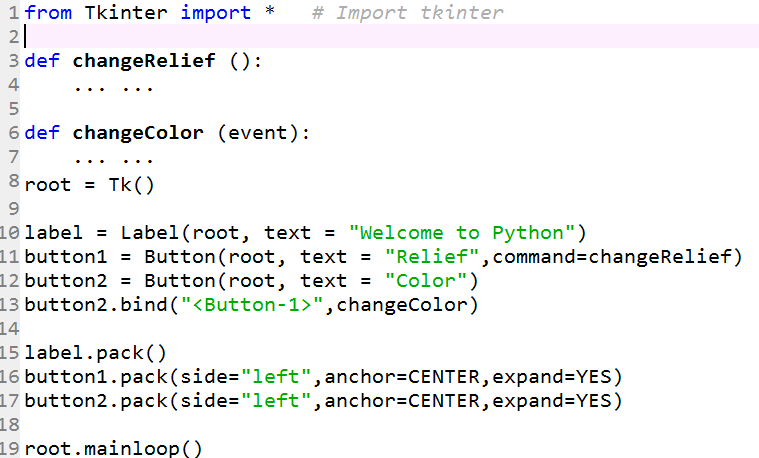 1 from Tkinter import *   # Import tkinter
2
3 def changeRelief ():
4     ... ...
5
6 def changeColor (event):
7     ... ...
8 root = Tk()
9
10 label = Label(root, text = "Welcome to Python")
11 button1 = Button(root, text = "Relief",command=changeRelief)
12 button2 = Button(root, text = "Color")
13 button2.bind("<Button-1>",changeColor)
14
15 label.pack()
16 button1.pack(side="left",anchor=CENTER,expand=YES)
17 button2.pack(side="left",anchor=CENTER,expand=YES)
18
19 root.mainloop()